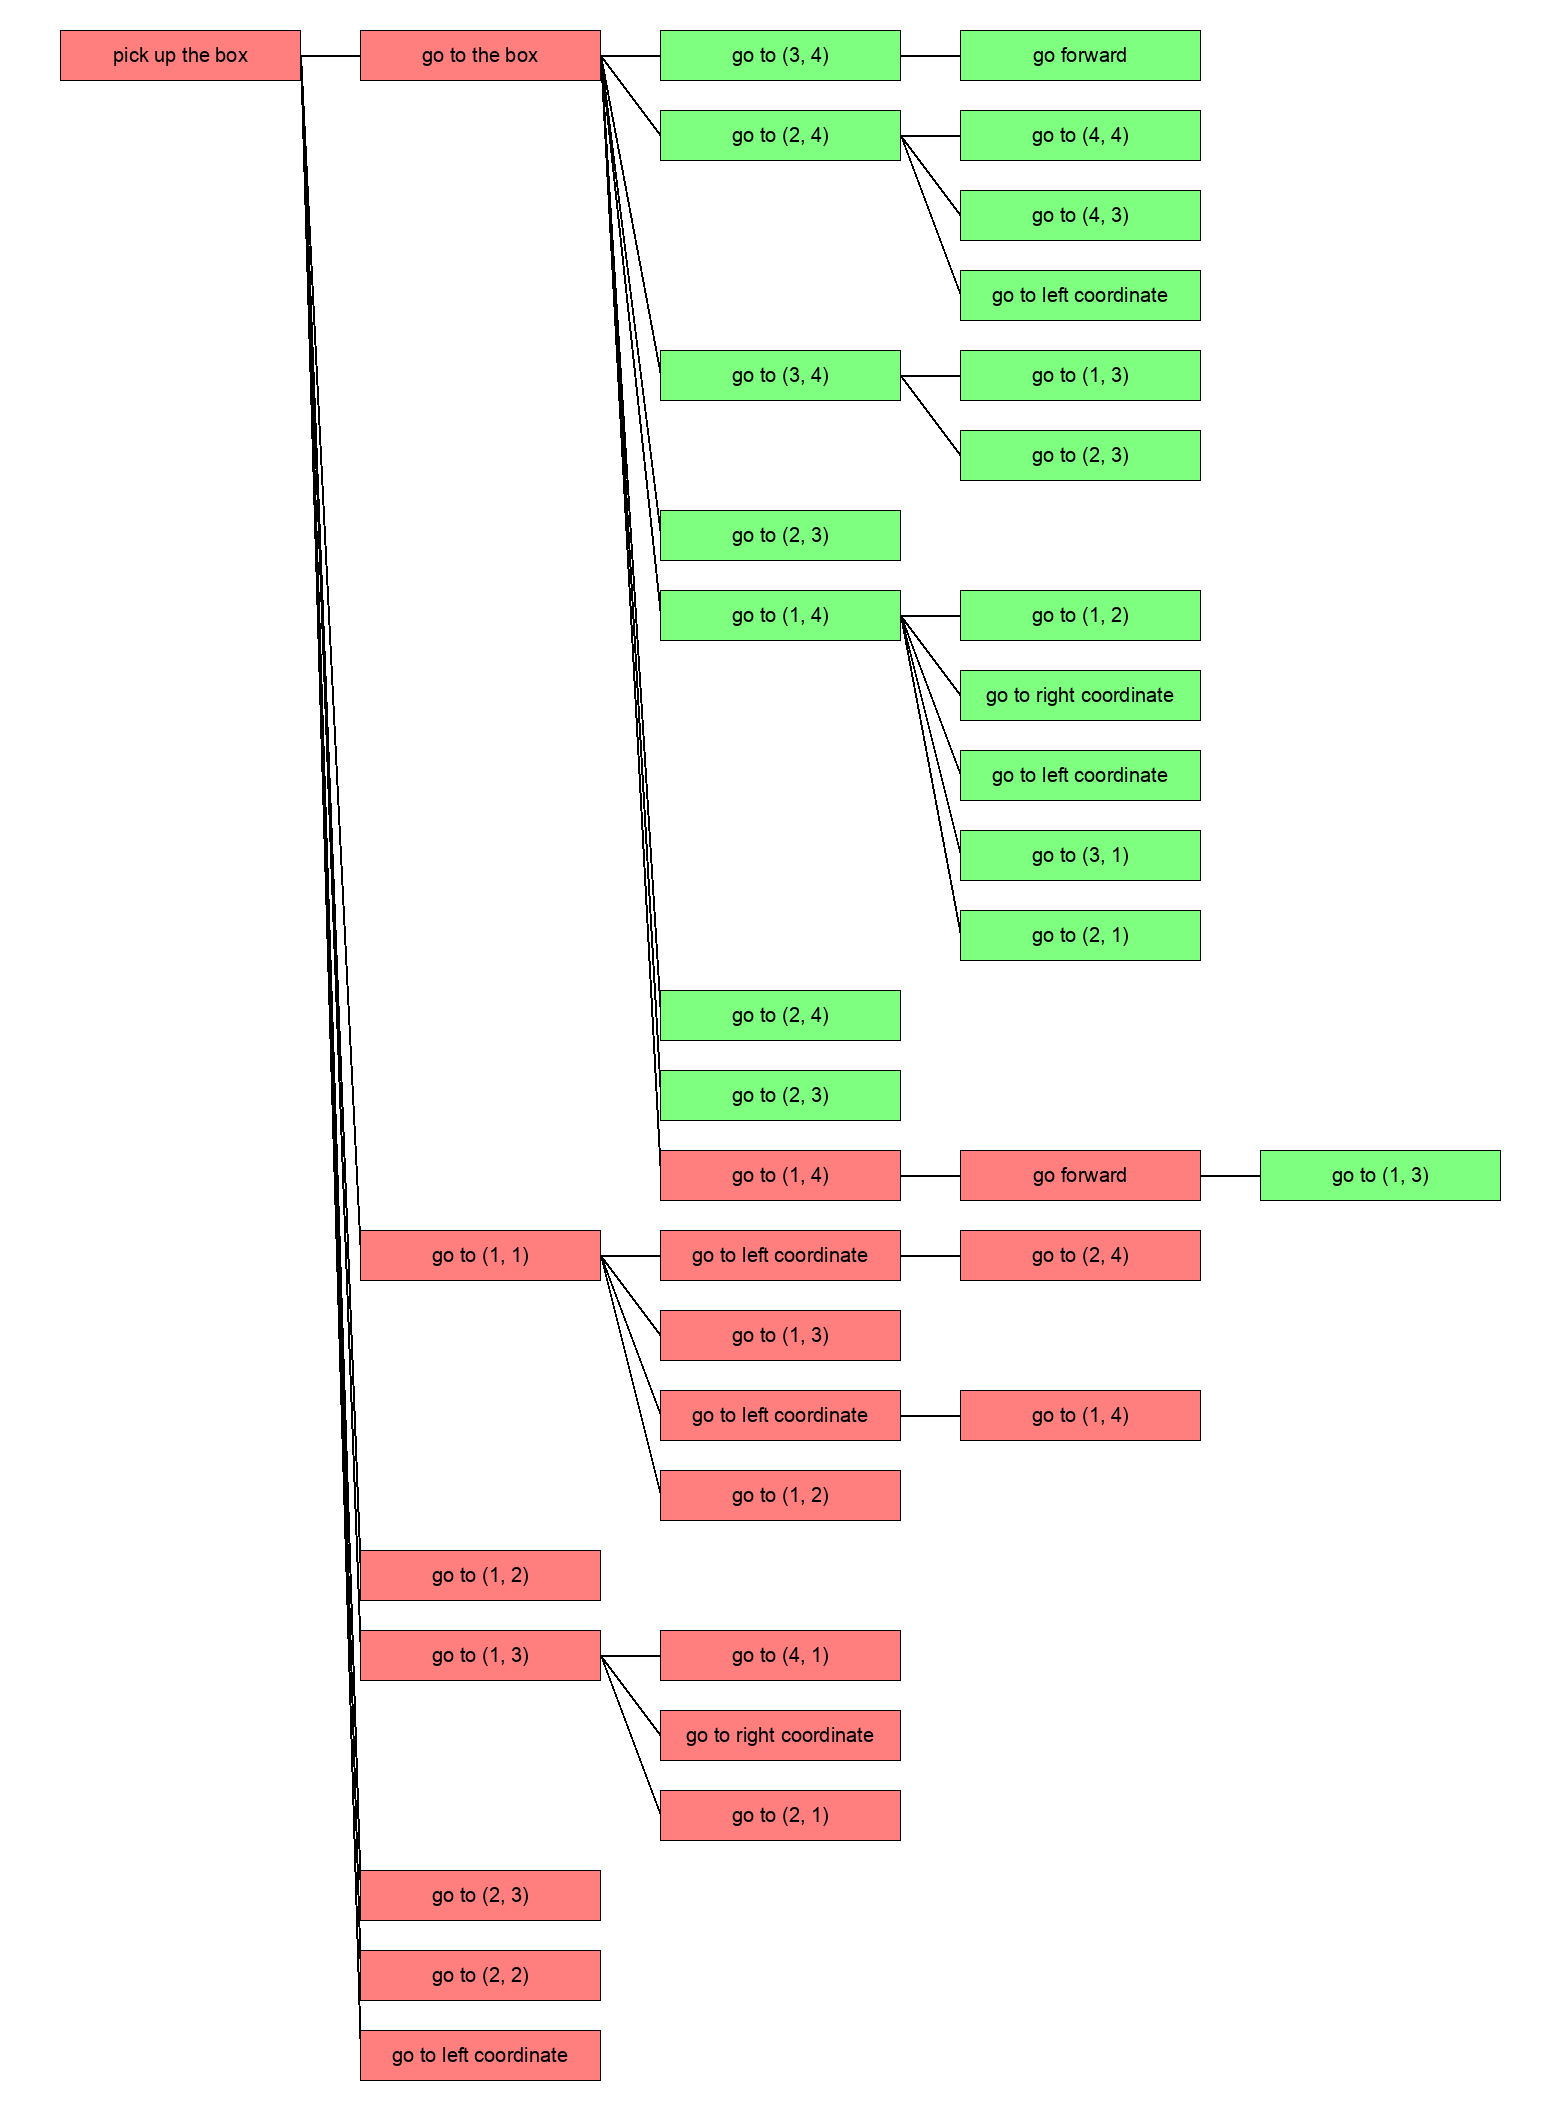 pick up the box
go to the box
go to (3, 4)
go forward
go to (2, 4)
go to (4, 4)
go to (4, 3)
go to left coordinate
go to (3, 4)
go to (1, 3)
go to (2, 3)
go to (2, 3)
go to (1, 4)
go to (1, 2)
go to right coordinate
go to left coordinate
go to (3, 1)
go to (2, 1)
go to (2, 4)
go to (2, 3)
go to (1, 4)
go forward
go to (1, 3)
go to (1, 1)
go to left coordinate
go to (2, 4)
go to (1, 3)
go to left coordinate
go to (1, 4)
go to (1, 2)
go to (1, 2)
go to (1, 3)
go to (4, 1)
go to right coordinate
go to (2, 1)
go to (2, 3)
go to (2, 2)
go to left coordinate